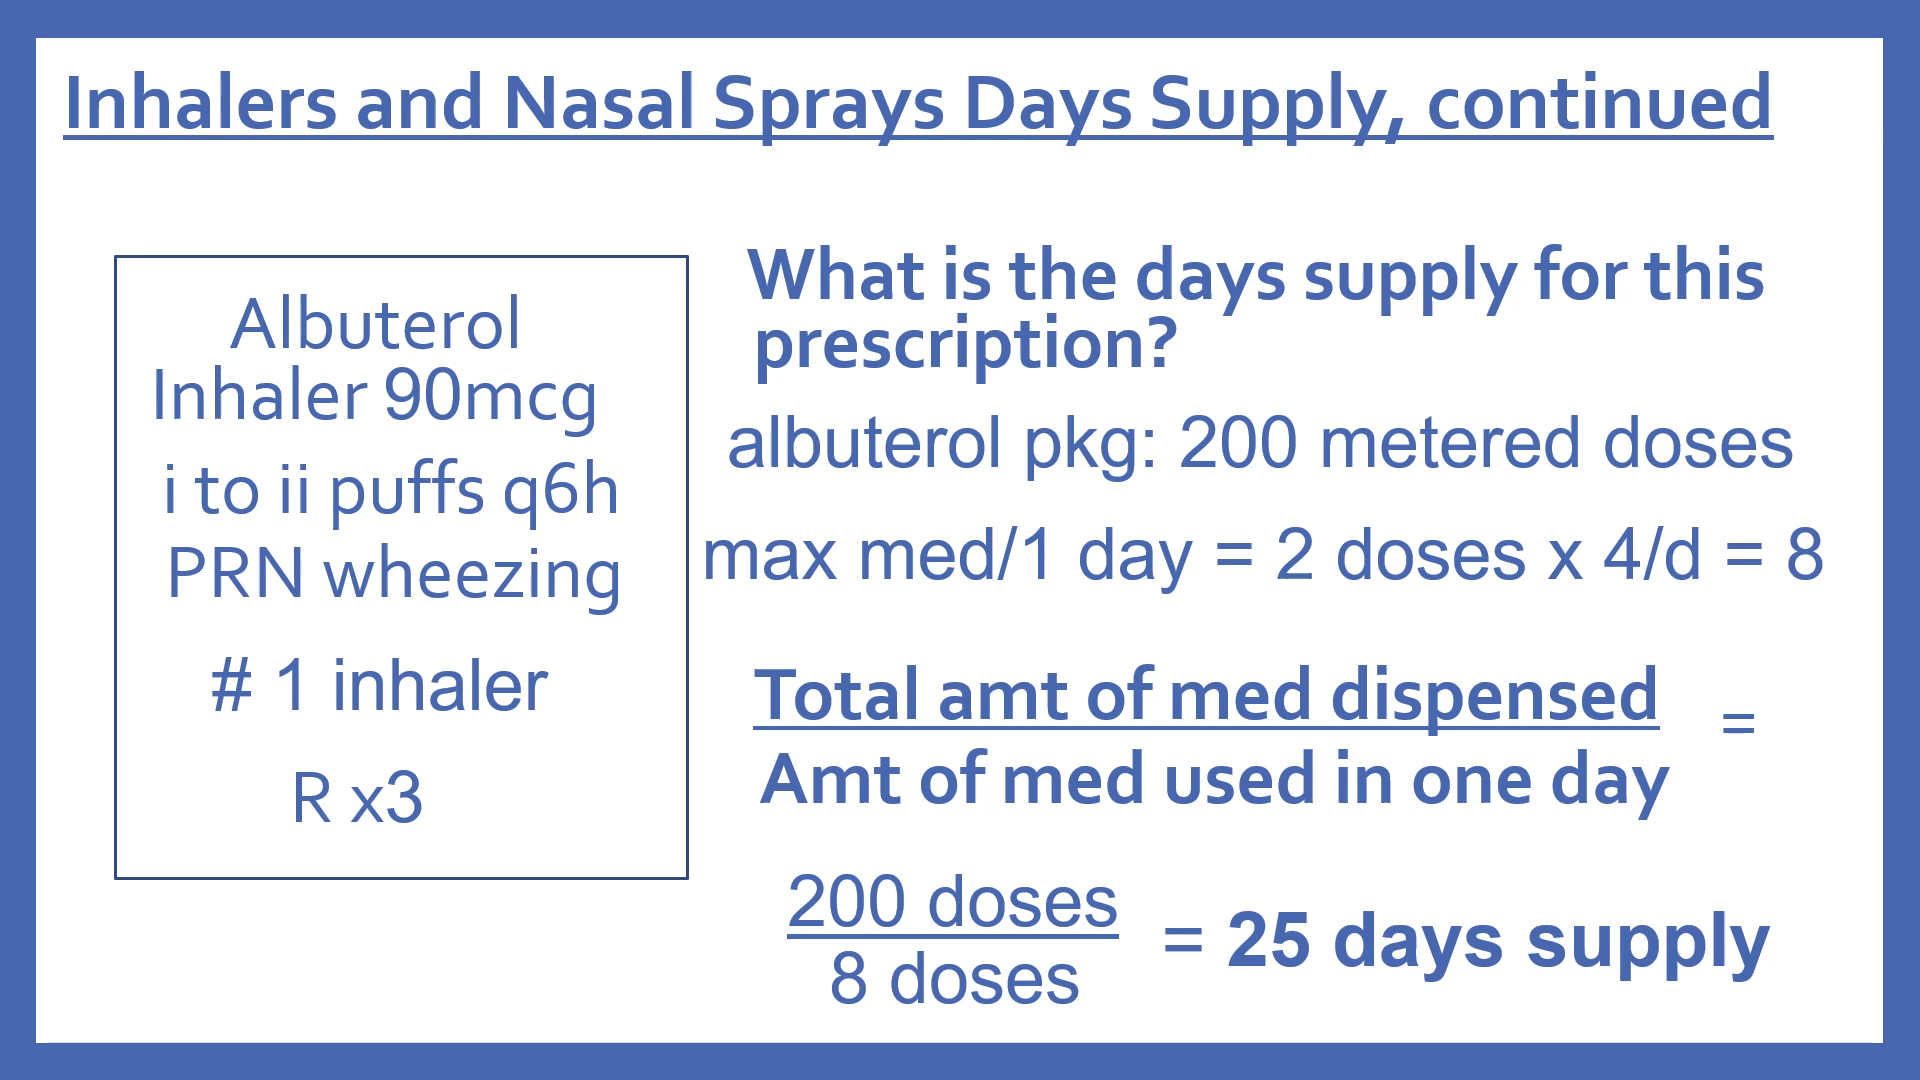 Inhalers and Nasal Sprays Days Supply, continued
Albuterol
Inhaler 90mcg
i to ii puffs q6h
PRN wheezing
# 1 inhaler
R x3
What is the days supply for this
prescription?
albuterol pkg: 200 metered doses
max med/1 day = 2 doses x 4/d = 8
Total amt of med dispensed =
Amt of med used in one day
200 doses
8 doses
= 25 days supply